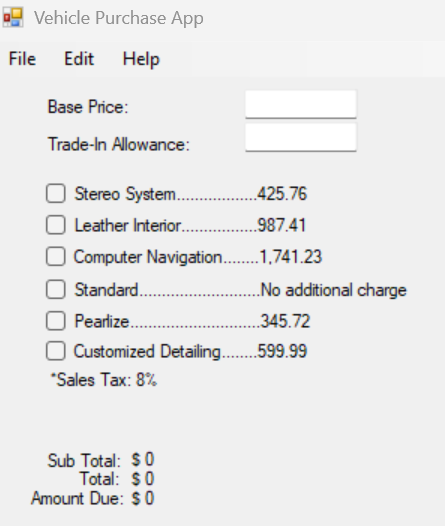 Vehicle Purchase App
File Edit Help
Base Price:
Trade-In Allowance:
Stereo System..................425.76
Leather Interior.................987.41
Computer Navigation........1,741.23
Standard...........................No additional charge
Pearlize.............................345.72
Customized Detailing........599.99
*Sales Tax: 8%
Sub Total: $ 0
Total: $ 0
Amount Due: $ 0